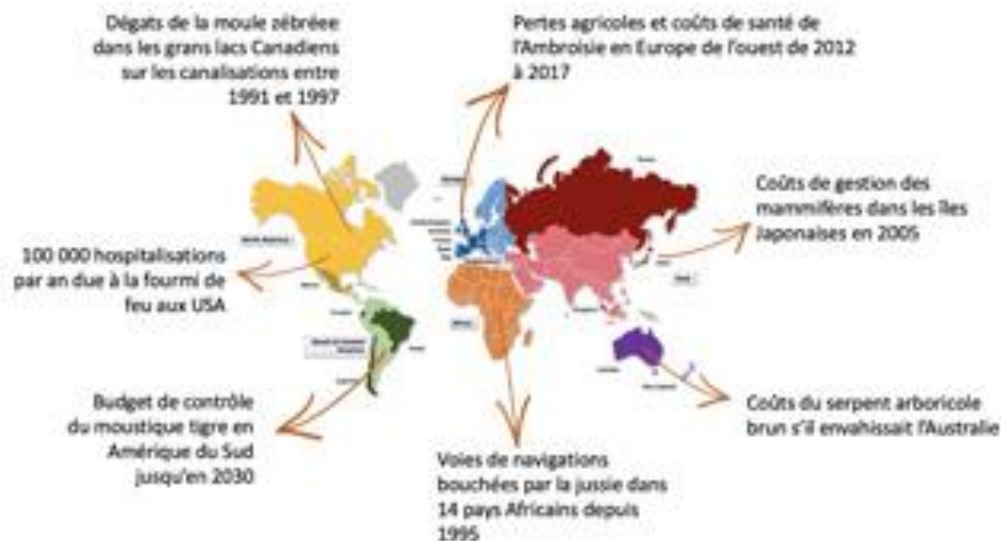 Dégats de la moule zébréee
dans les grans lacs Canadiens
sur les canalisations entre
1991 et 1997
Pertes agricoles et coûts de santé de
l'Ambroisie en Europe de l'ouest de 2012
à 2017
Coûts de gestion des
mammifères dans les îles
Japonaises en 2005
100 000 hospitalisations
par an due à la fourmi de
feu aux USA
Budget de contrôle
du moustique tigre en
Amérique du Sud
jusqu'en 2030
Voies de navigations
bouchées par la jussie dans
14 pays Africains depuis
1995
Coûts du serpent arboricole
brun s'il envahissait l'Australie